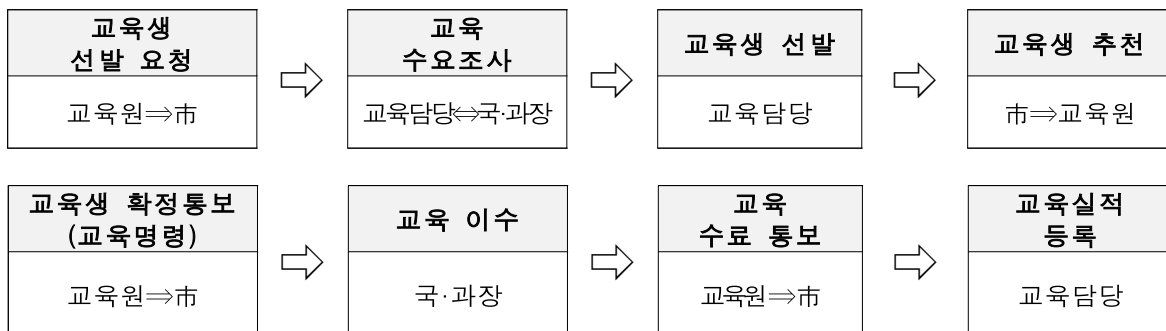 교육생
선발 요청
교육원⇒市
교육
수요조사
교육담당⇔국·과장
교육생 선발
교육담당
교육생 추천
市⇒교육원
교육생 확정통보
(교육명령)
교육원⇒市
교육 이수
국·과장
교육
수료 통보
교육원⇒市
교육실적
등록
교육담당